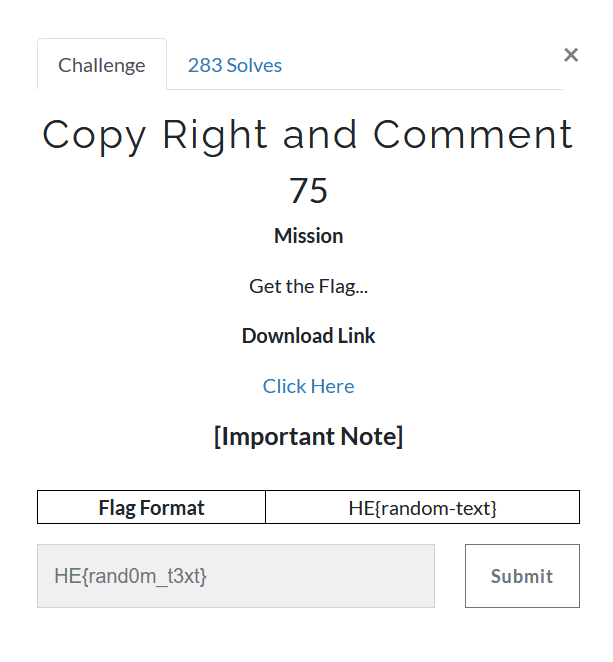 Challenge 283 Solves ×
Copy Right and Comment
75
Mission
Get the Flag...
Download Link
Click Here
[Important Note]
Flag Format HE{random-text}
HE{rand0m_t3xt} Submit